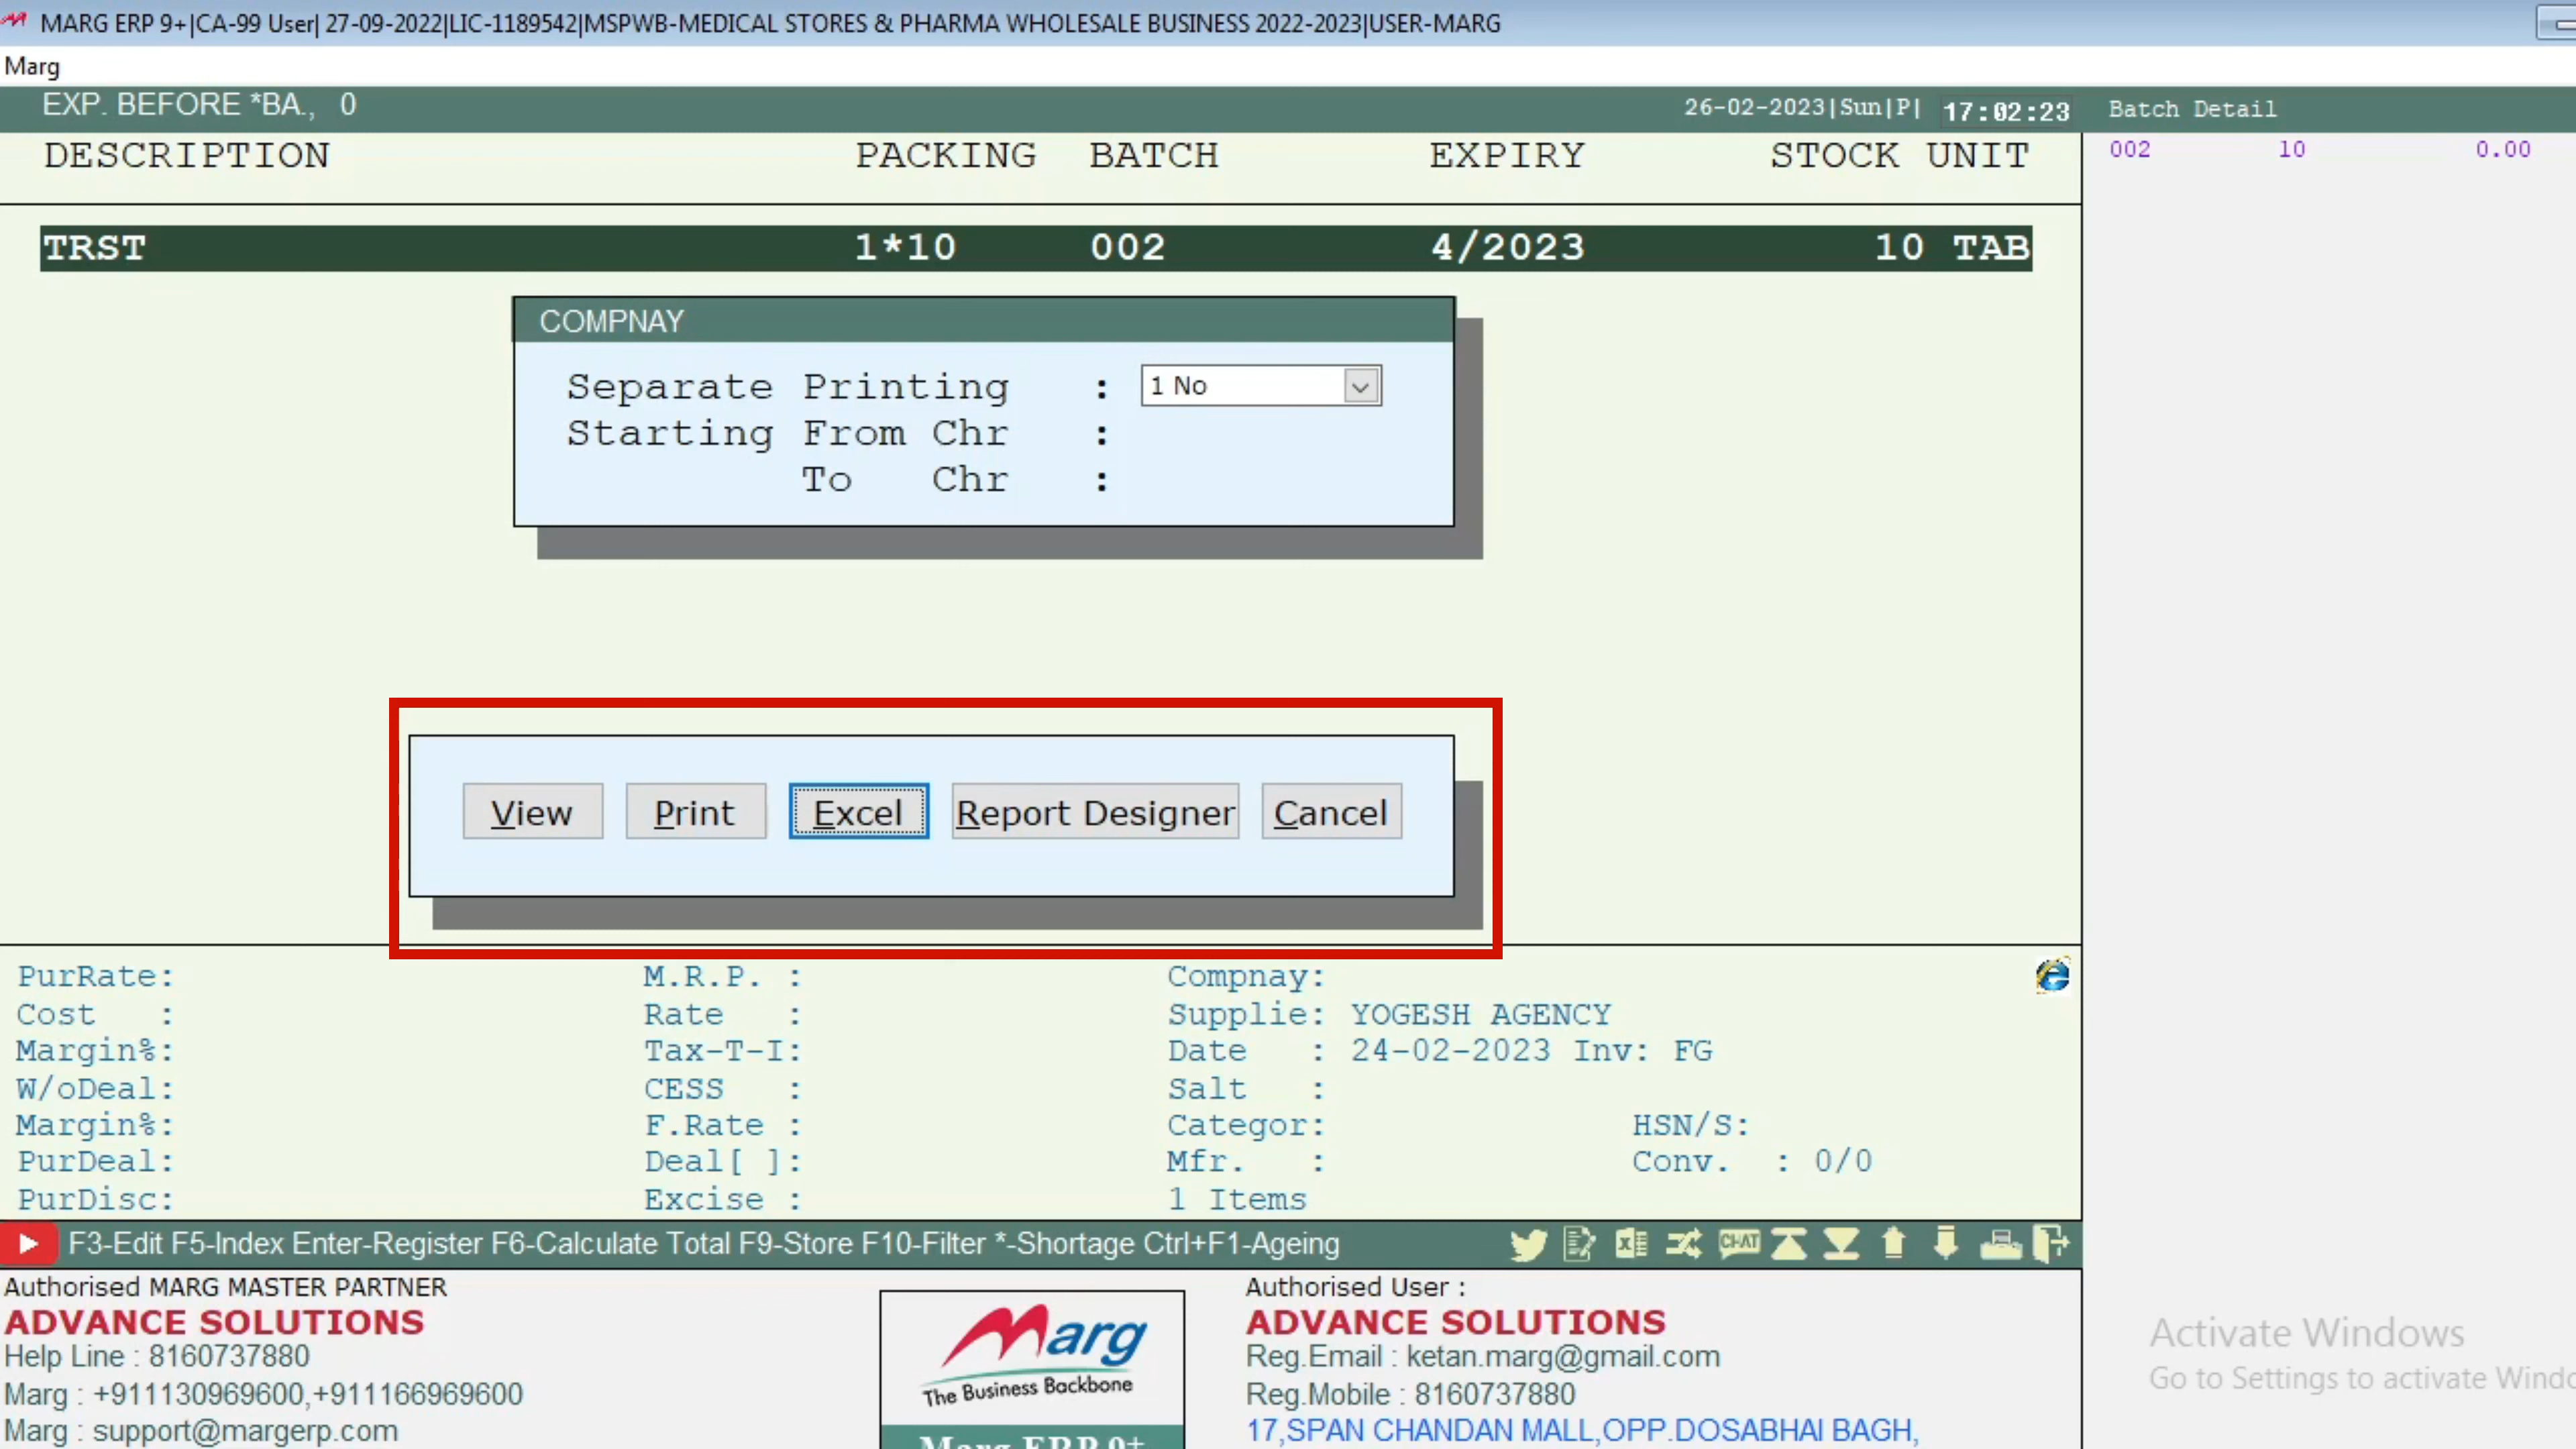 MARG ERP 9+|CA-99 User| 27-09-2022|LIC-1189542|MSPWB-MEDICAL STORES & PHARMA WHOLESALE BUSINESS 2022-2023|USER-MARG
Marg
EXP. BEFORE *BA., 0 26-02-2023|Sun|P| 17:02:23 Batch Detail
DESCRIPTION PACKING BATCH EXPIRY STOCK UNIT 002 10 0.00
TRST 1*10 002 4/2023 10 TAB
COMPNAY
Separate Printing : 1 No
Starting From Chr :
To Chr :
View Print Excel Report Designer Cancel
PurRate: M.R.P. : Compnay:
Cost : Rate : Supplie: YOGESH AGENCY
Margin%: Tax-T-I: Date : 24-02-2023 Inv: FG
W/oDeal: CESS : Salt :
Margin%: F.Rate : Categor: HSN/S:
PurDeal: Deal[ ]: Mfr. : Conv. : 0/0
PurDisc: Excise : 1 Items
F3-Edit F5-Index Enter-Register F6-Calculate Total F9-Store F10-Filter *-Shortage Ctrl+F1-Ageing CHAT
Authorised MARG MASTER PARTNER
ADVANCE SOLUTIONS
Help Line : 8160737880
Marg : +911130969600,+911166969600
Marg : support@margerp.com
Marg
The Business Backbone
Marg ERP 9+
Authorised User :
ADVANCE SOLUTIONS
Reg.Email : ketan.marg@gmail.com
Reg.Mobile : 8160737880
17,SPAN CHANDAN MALL,OPP.DOSABHAI BAGH,
Activate Windows
Go to Settings to activate Windo